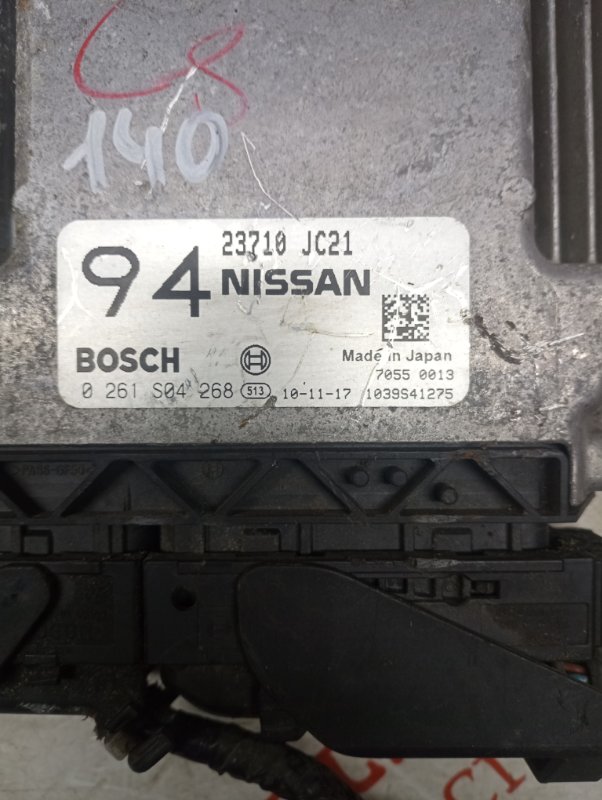 140
23710 JC21
94 NISSAN
BOSCH
Made in Japan
7055 0013
0 261 S04 268 513 10-11-17 1039S41275